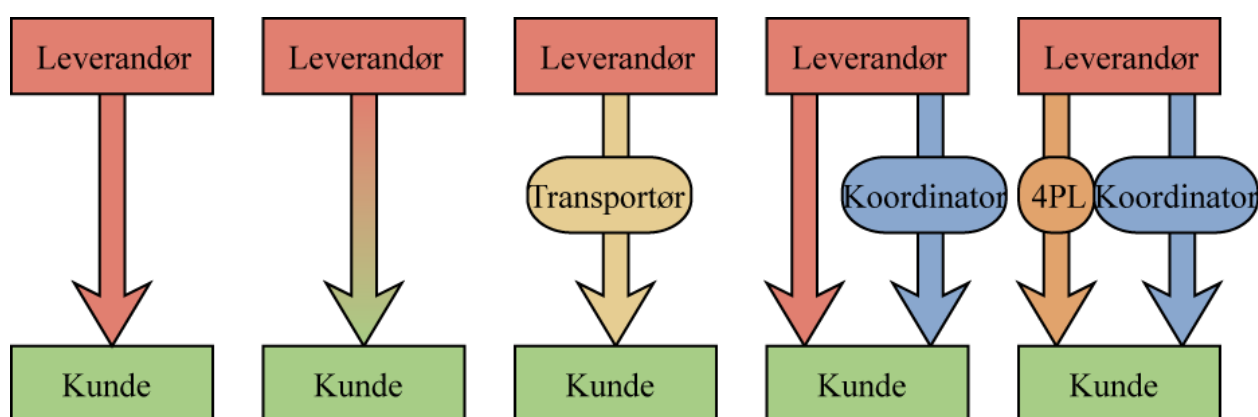 Leverandør Leverandør Leverandør Leverandør Leverandør
Transportør Koordinator 4PL Koordinator
Kunde Kunde Kunde Kunde Kunde